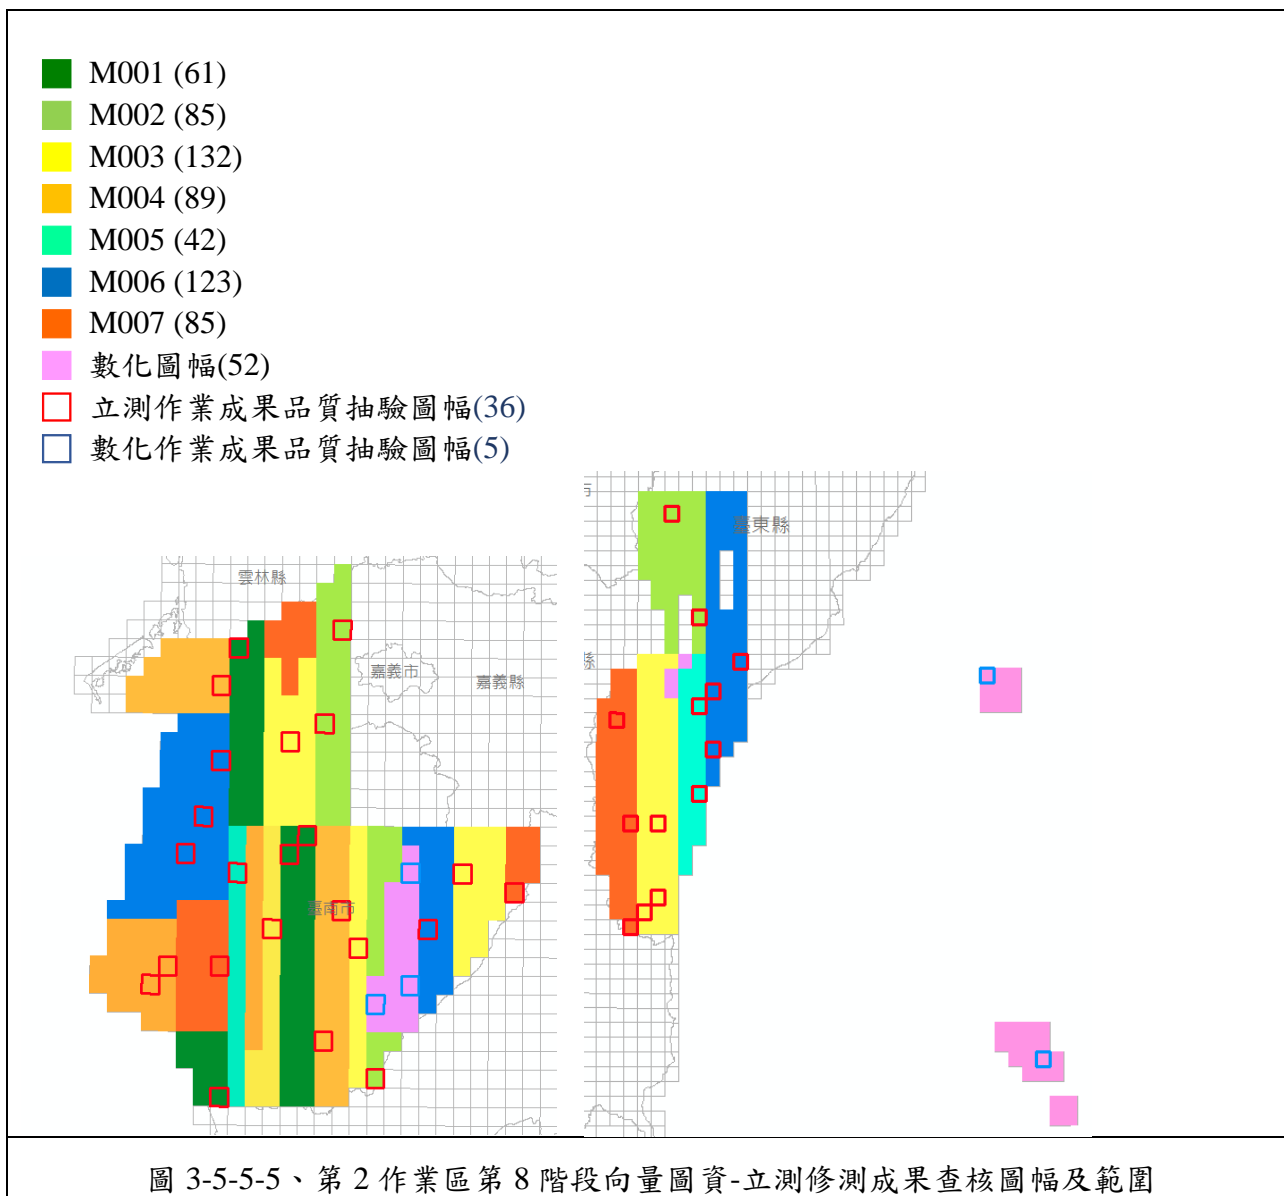 M001 (61)
M002 (85)
M003 (132)
M004 (89)
M005 (42)
M006 (123)
M007 (85)
數化圖幅(52)
立測作業成果品質抽驗圖幅(36)
數化作業成果品質抽驗圖幅(5)
市
臺東縣
雲林縣
縣
嘉義市
嘉義縣
臺南市
圖 3-5-5-5、第 2 作業區第 8 階段向量圖資-立測修測成果查核圖幅及範圍